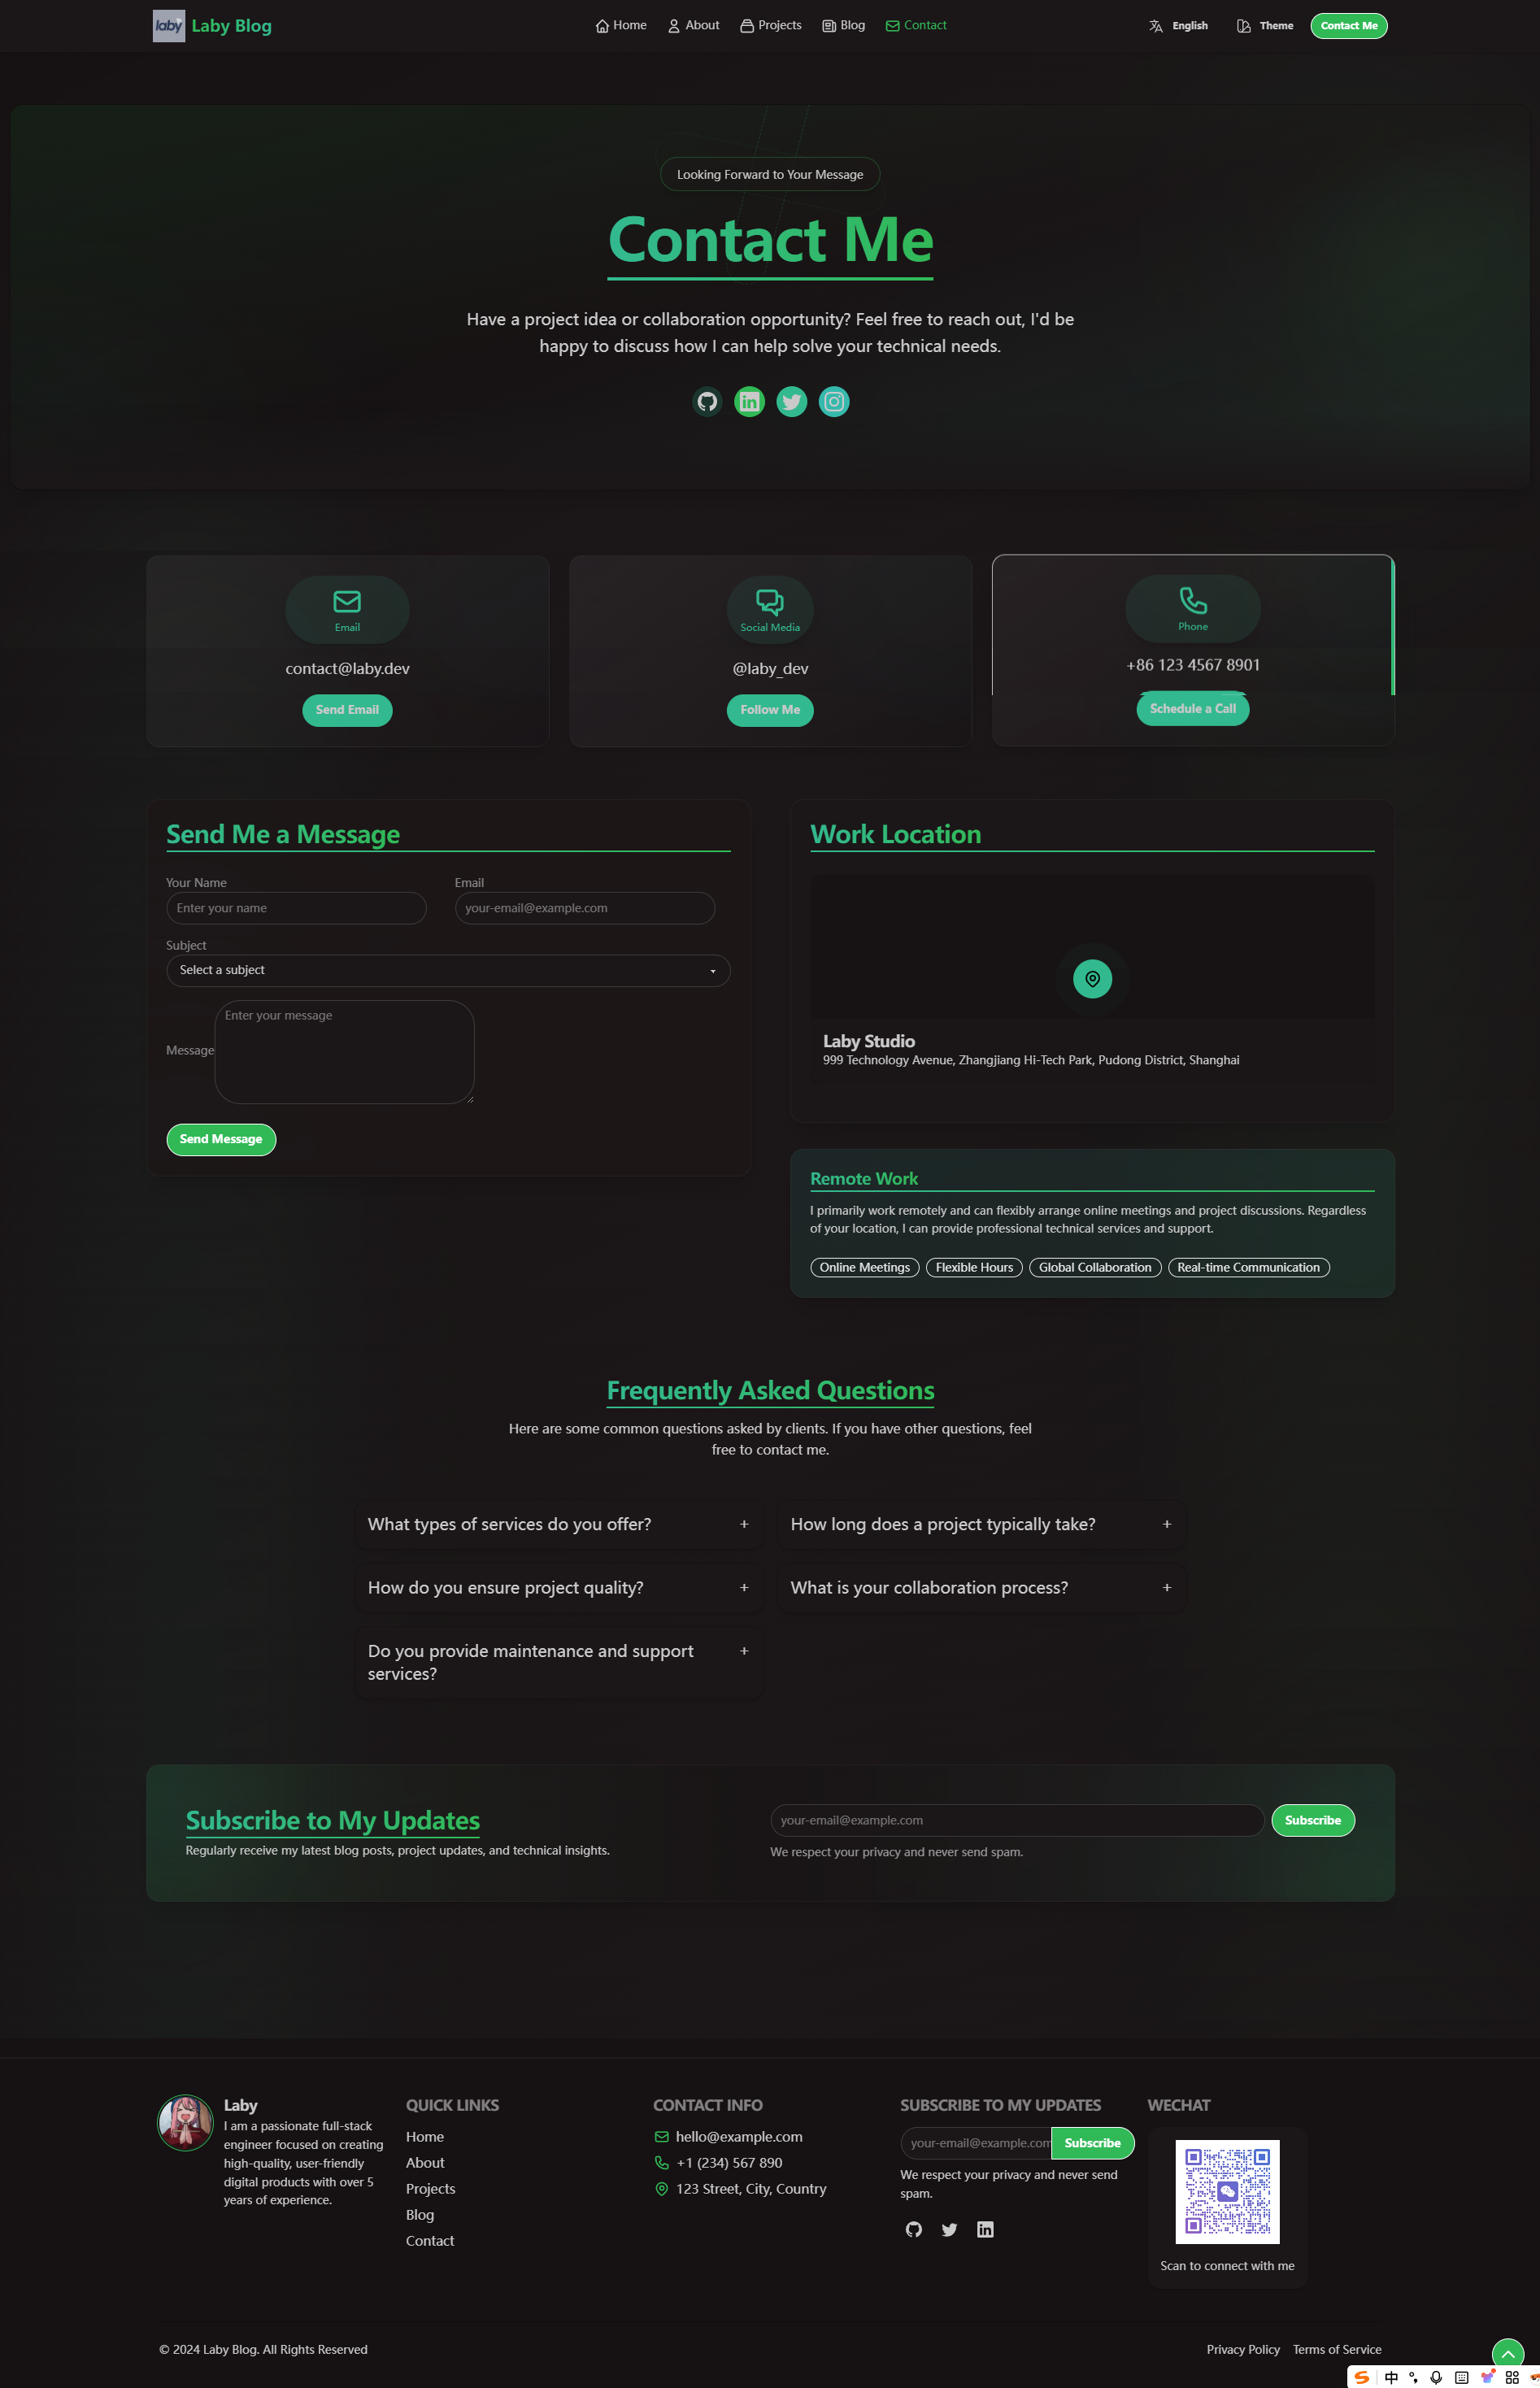 laby Laby Blog Home About Projects Blog Contact English Theme Contact Me
Looking Forward to Your Message
Contact Me
Have a project idea or collaboration opportunity? Feel free to reach out, I'd be
happy to discuss how I can help solve your technical needs.
Email
contact@laby.dev
Send Email
Social Media
@laby_dev
Follow Me
Phone
+86 123 4567 8901
Schedule a Call
Send Me a Message
Your Name
Enter your name
Email
your-email@example.com
Subject
Select a subject
Message
Enter your message
Send Message
Work Location
Laby Studio
999 Technology Avenue, Zhangjiang Hi-Tech Park, Pudong District, Shanghai
Remote Work
I primarily work remotely and can flexibly arrange online meetings and project discussions. Regardless
of your location, I can provide professional technical services and support.
Online Meetings Flexible Hours Global Collaboration Real-time Communication
Frequently Asked Questions
Here are some common questions asked by clients. If you have other questions, feel
free to contact me.
What types of services do you offer? +
How long does a project typically take? +
How do you ensure project quality? +
What is your collaboration process? +
Do you provide maintenance and support +
services?
Subscribe to My Updates
Regularly receive my latest blog posts, project updates, and technical insights.
your-email@example.com Subscribe
We respect your privacy and never send spam.
Laby
I am a passionate full-stack
engineer focused on creating
high-quality, user-friendly
digital products with over 5
years of experience.
QUICK LINKS
Home
About
Projects
Blog
Contact
CONTACT INFO
hello@example.com
+1 (234) 567 890
123 Street, City, Country
SUBSCRIBE TO MY UPDATES
your-email@example.com Subscribe
We respect your privacy and never send
spam.
WECHAT
Scan to connect with me
© 2024 Laby Blog. All Rights Reserved
Privacy Policy Terms of Service
中